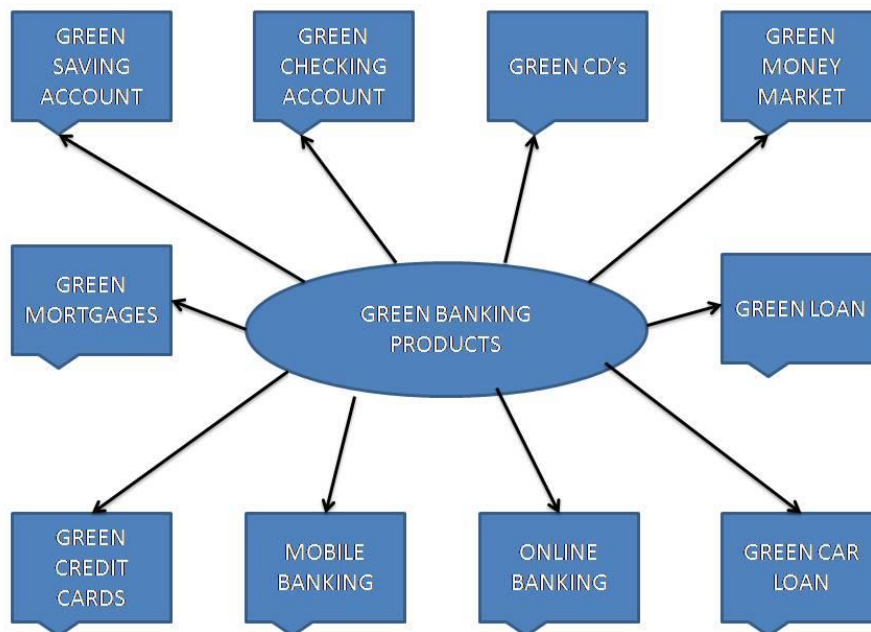 GREEN
SAVING
ACCOUNT
GREEN
CHECKING
ACCOUNT
GREEN CD's
GREEN
MONEY
MARKET
GREEN
MORTGAGES
GREEN BANKING
PRODUCTS
GREEN LOAN
GREEN
CREDIT
CARDS
MOBILE
BANKING
ONLINE
BANKING
GREEN CAR
LOAN